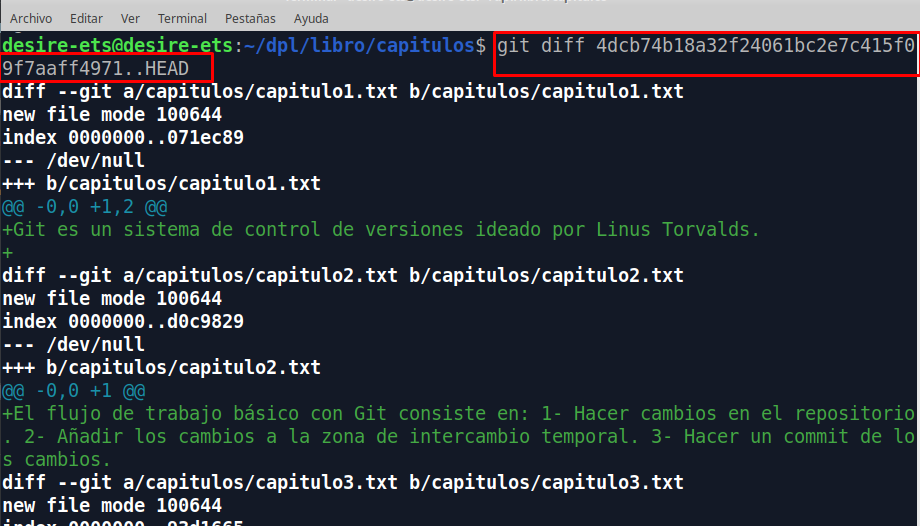 Archivo Editar Ver Terminal Pestañas Ayuda
desire-ets@desire-ets:~/dpl/libro/capitulos$ git diff 4dcb74b18a32f24061bc2e7c415f0
9f7aaff4971..HEAD
diff --git a/capitulos/capitulo1.txt b/capitulos/capitulo1.txt
new file mode 100644
index 0000000..071ec89
--- /dev/null
+++ b/capitulos/capitulo1.txt
@@ -0,0 +1,2 @@
+Git es un sistema de control de versiones ideado por Linus Torvalds.
+
diff --git a/capitulos/capitulo2.txt b/capitulos/capitulo2.txt
new file mode 100644
index 0000000..d0c9829
--- /dev/null
+++ b/capitulos/capitulo2.txt
@@ -0,0 +1 @@
+El flujo de trabajo básico con Git consiste en: 1- Hacer cambios en el repositorio
. 2- Añadir los cambios a la zona de intercambio temporal. 3- Hacer un commit de lo
s cambios.
diff --git a/capitulos/capitulo3.txt b/capitulos/capitulo3.txt
new file mode 100644